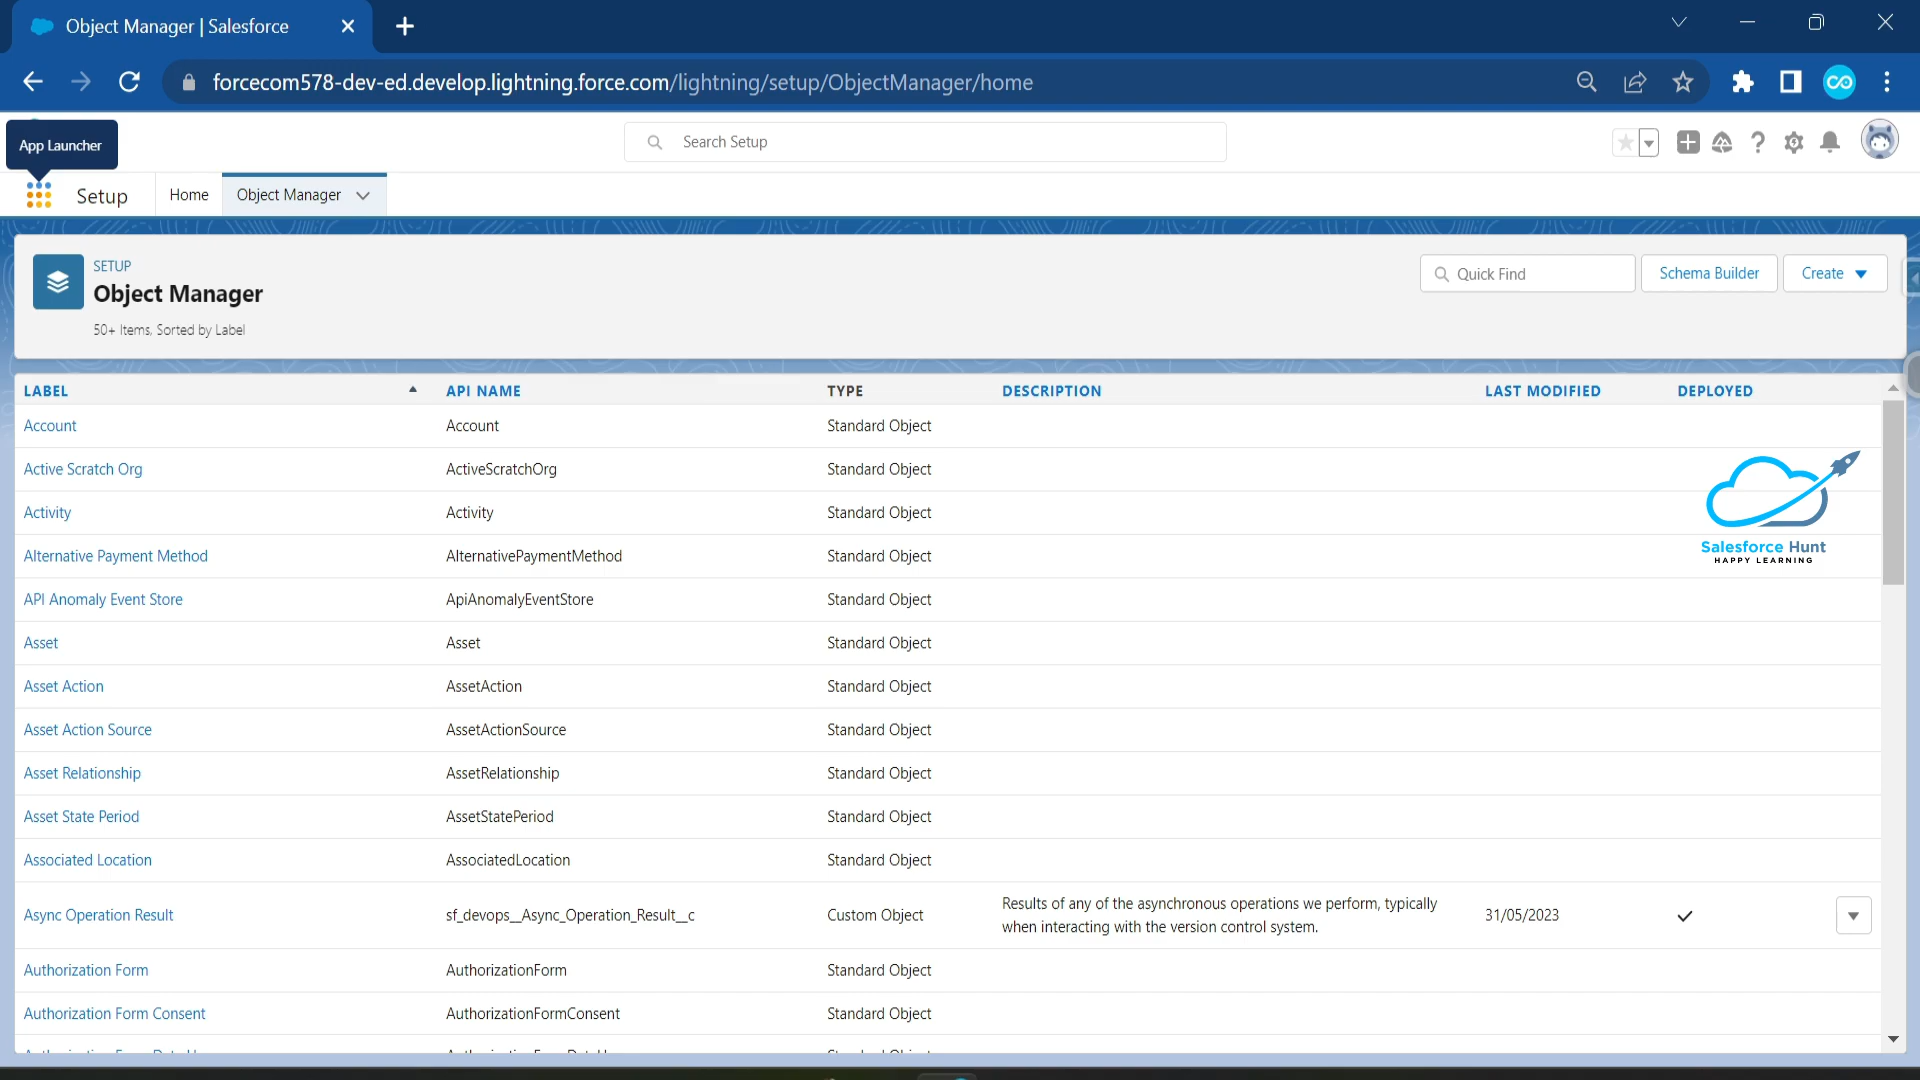 Object Manager | Salesforce
forcecom578-dev-ed.develop.lightning.force.com/lightning/setup/ObjectManager/home
App Launcher
Search Setup
Setup
Home
Object Manager
SETUP
Object Manager
50+ Items, Sorted by Label
Quick Find
Schema Builder
Create
LABEL API NAME TYPE DESCRIPTION LAST MODIFIED DEPLOYED
Account Account Standard Object
Active Scratch Org ActiveScratchOrg Standard Object
Activity Activity Standard Object
Alternative Payment Method AlternativePaymentMethod Standard Object
API Anomaly Event Store ApiAnomalyEventStore Standard Object
Asset Asset Standard Object
Asset Action AssetAction Standard Object
Asset Action Source AssetActionSource Standard Object
Asset Relationship AssetRelationship Standard Object
Asset State Period AssetStatePeriod Standard Object
Associated Location AssociatedLocation Standard Object
Async Operation Result sf_devops__Async_Operation_Result__c Custom Object Results of any of the asynchronous operations we perform, typically 31/05/2023
when interacting with the version control system.
Authorization Form AuthorizationForm Standard Object
Authorization Form Consent AuthorizationFormConsent Standard Object
Salesforce Hunt
HAPPY LEARNING